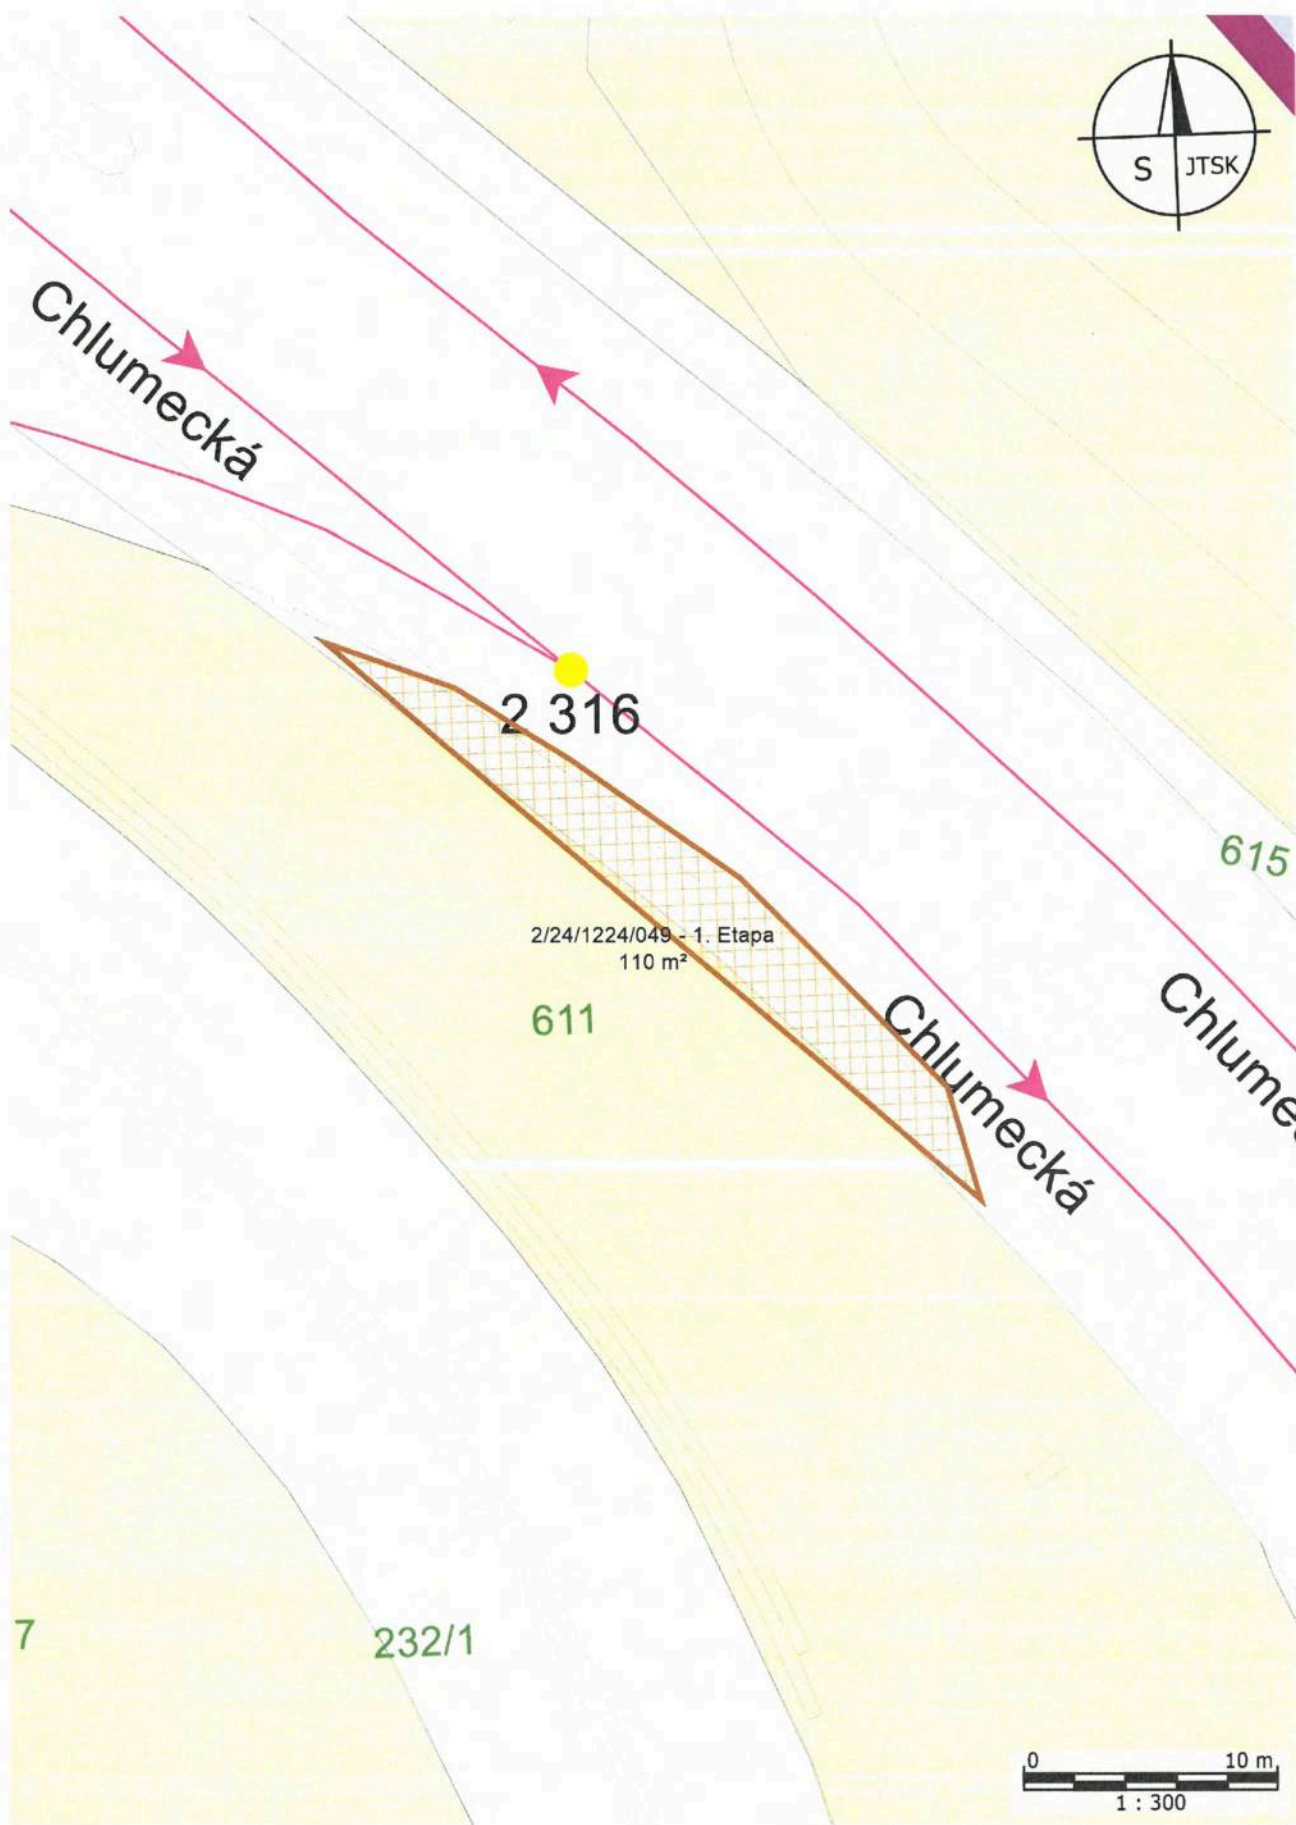 S JTSK
Chlumecká
2 316
615
2/24/1224/049 - 1. Etapa
110 m²
611
Chlumecká
Chlumec
7
232/1
0 10 m
1 : 300